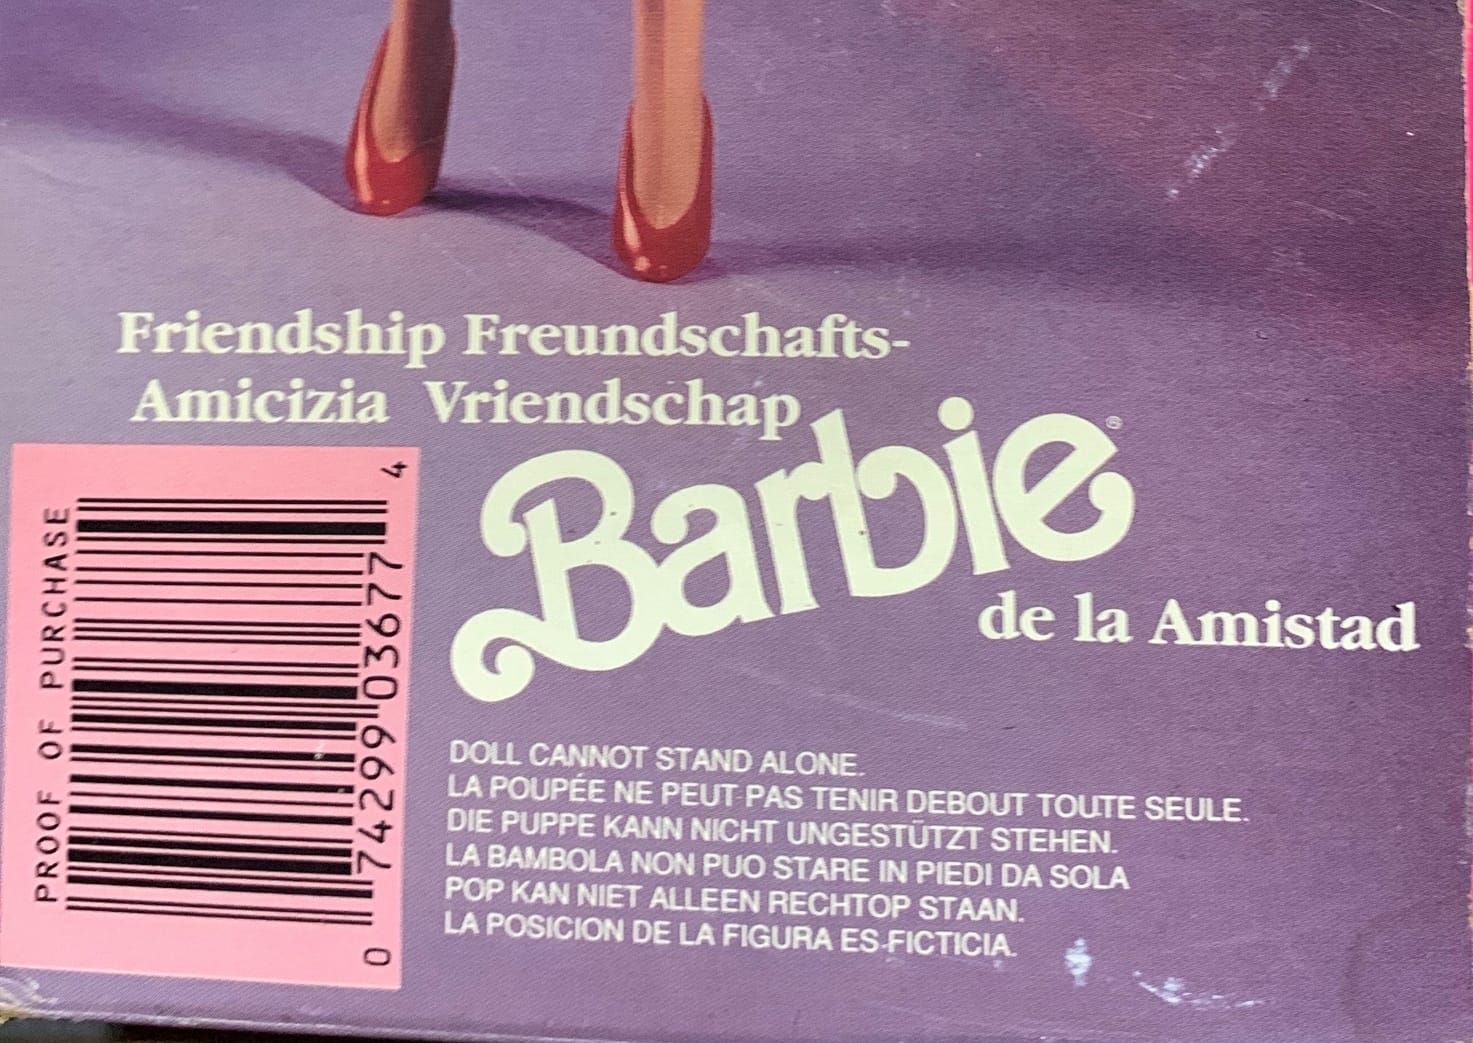 Friendship Freundschafts-
Amicizia Vriendschap
Barbie®
de la Amistad
PROOF OF PURCHASE
0 74299 03677 4
DOLL CANNOT STAND ALONE.
LA POUPÉE NE PEUT PAS TENIR DEBOUT TOUTE SEULE.
DIE PUPPE KANN NICHT UNGESTÜTZT STEHEN.
LA BAMBOLA NON PUO STARE IN PIEDI DA SOLA
POP KAN NIET ALLEEN RECHTOP STAAN.
LA POSICION DE LA FIGURA ES FICTICIA.